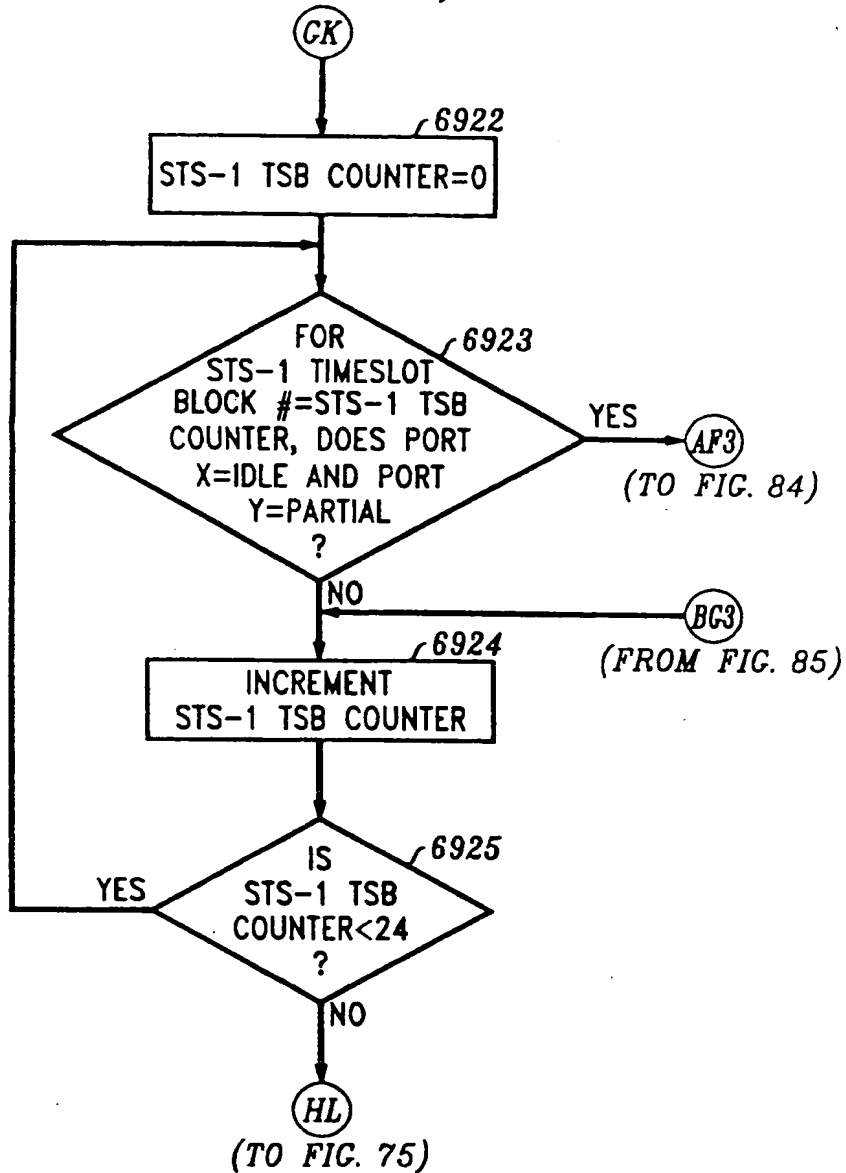 GK
6922
STS-1 TSB COUNTER=0
6923
FOR
STS-1 TIMESLOT
BLOCK #=STS-1 TSB
COUNTER, DOES PORT
X=IDLE AND PORT
Y=PARTIAL
?
YES
AF3
(TO FIG. 84)
NO
BG3
(FROM FIG. 85)
6924
INCREMENT
STS-1 TSB COUNTER
6925
IS
STS-1 TSB
COUNTER<24
?
YES
NO
HL
(TO FIG. 75)